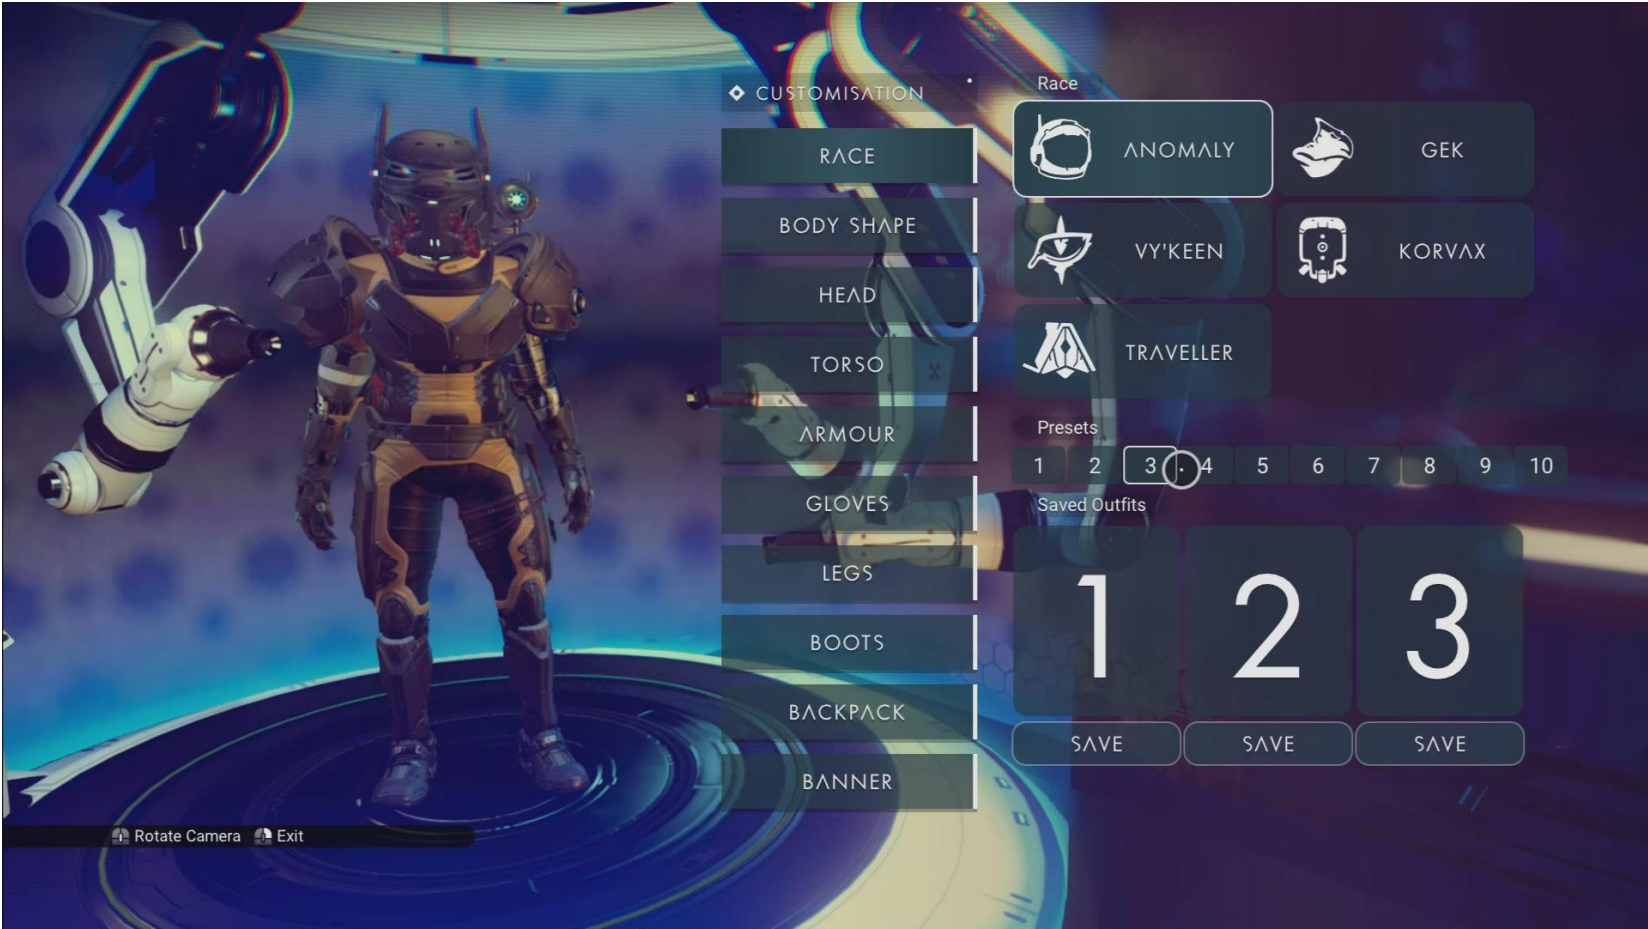 CUSTOMISATION
RACE
BODY SHAPE
HEAD
TORSO
ARMOUR
GLOVES
LEGS
BOOTS
BACKPACK
BANNER
Race
ANOMALY
GEK
VY'KEEN
KORVAX
TRAVELLER
Presets
1 2 3 4 5 6 7 8 9 10
Saved Outfits
1 2 3
SAVE SAVE SAVE
Rotate Camera Exit